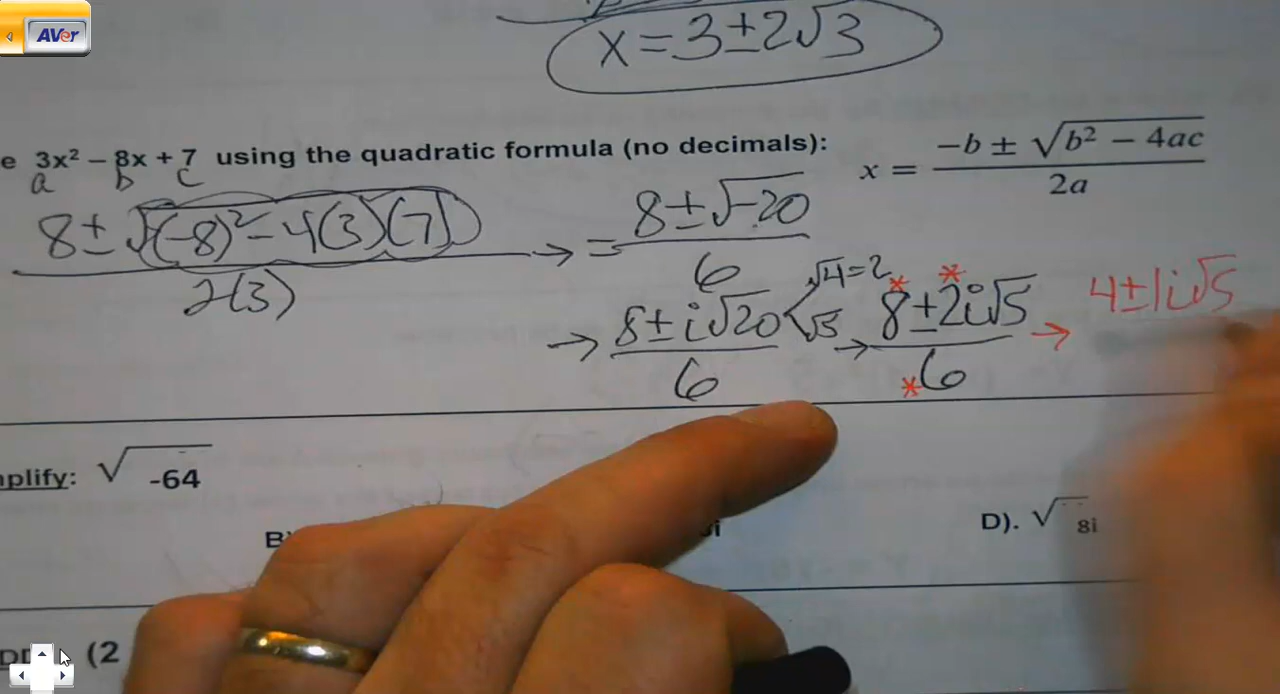 AVer
x = 3 ± 2√3
e 3x² – 8x + 7 using the quadratic formula (no decimals):
a b c
x = (-b ± √(b² − 4ac))/(2a)
8 ± √((-8)² − 4(3)(7)) / 2(3) → = 8 ± √-20 / 6
√4 = 2
√5
→ 8 ± i√20 / 6 → * 8 ± * 2i√5 / * 6 → 4 ± 1i√5
plify: √-64
B) i D). √8i
(2